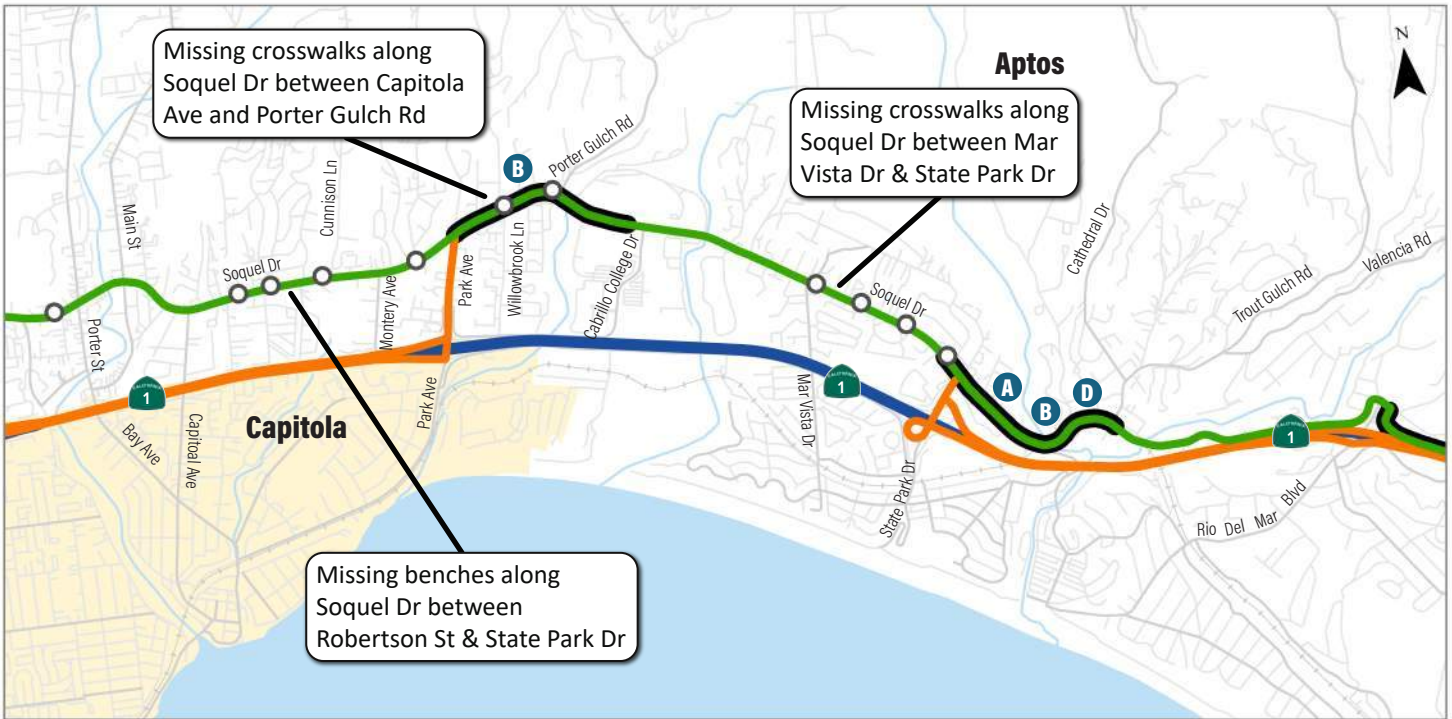 Missing crosswalks along
Soquel Dr between Capitola
Ave and Porter Gulch Rd
N
Aptos
Missing crosswalks along
Soquel Dr between Mar
Vista Dr & State Park Dr
B
Porter Gulch Rd
Main St
Cunnison Ln
Soquel Dr
Montery Ave
Park Ave
Willowbrook Ln
Cabrillo College Dr
Cathedral Dr
Trout Gulch Rd
Valencia Rd
Soquel Dr
Porter St
CALIFORNIA
1
Bay Ave
Capitoal Ave
Capitola
Park Ave
Mar Vista Dr
CALIFORNIA
1
A
B
D
State Park Dr
CALIFORNIA
1
Rio Del Mar Blvd
Missing benches along
Soquel Dr between
Robertson St & State Park Dr